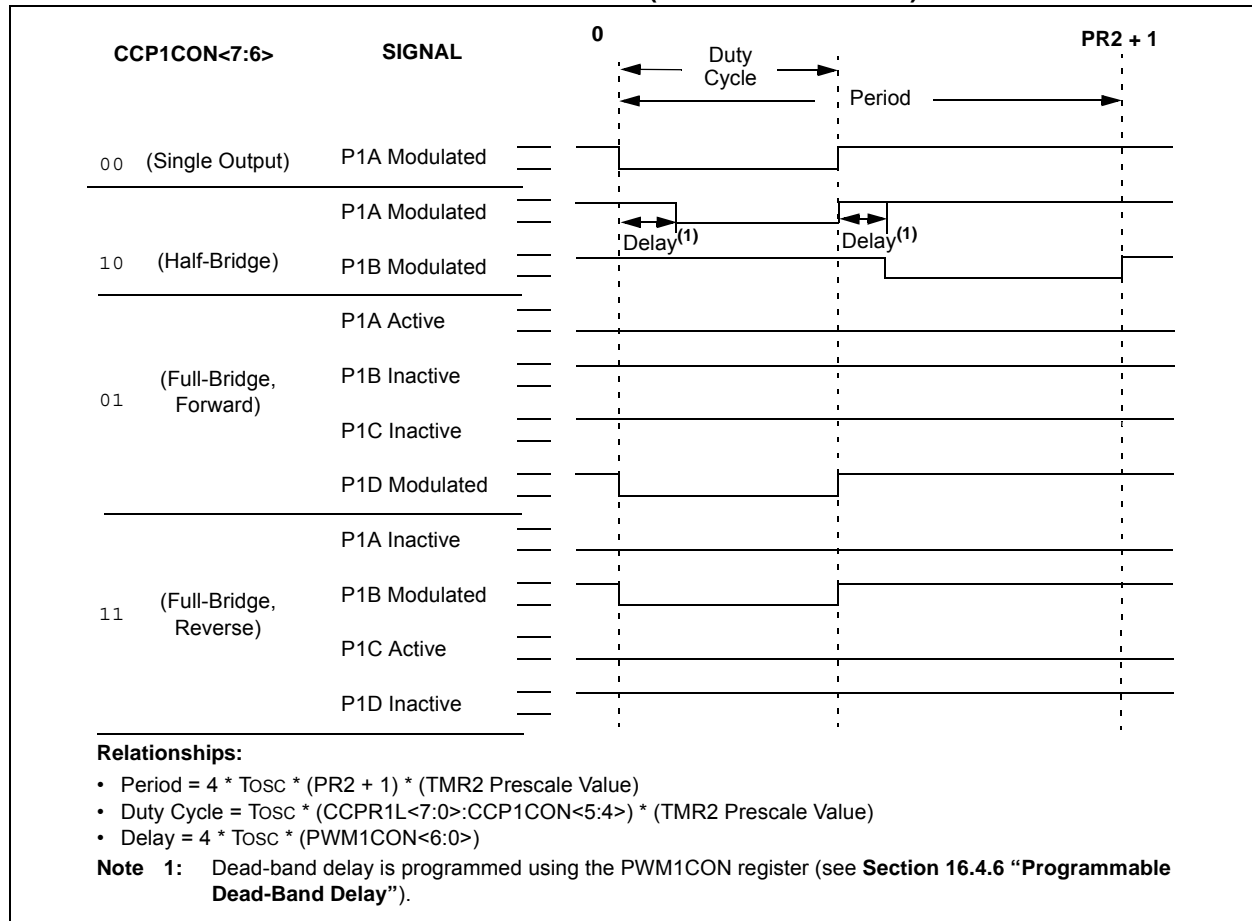 CCP1CON<7:6> SIGNAL 0 PR2 + 1
Duty
Cycle
Period
00 (Single Output) P1A Modulated
P1A Modulated
Delay(1) Delay(1)
10 (Half-Bridge) P1B Modulated
P1A Active
P1B Inactive
01 (Full-Bridge,
Forward)
P1C Inactive
P1D Modulated
P1A Inactive
P1B Modulated
11 (Full-Bridge,
Reverse)
P1C Active
P1D Inactive
Relationships:
• Period = 4 * TOSC * (PR2 + 1) * (TMR2 Prescale Value)
• Duty Cycle = TOSC * (CCPR1L<7:0>:CCP1CON<5:4>) * (TMR2 Prescale Value)
• Delay = 4 * TOSC * (PWM1CON<6:0>)
Note 1: Dead-band delay is programmed using the PWM1CON register (see Section 16.4.6 “Programmable
Dead-Band Delay”).